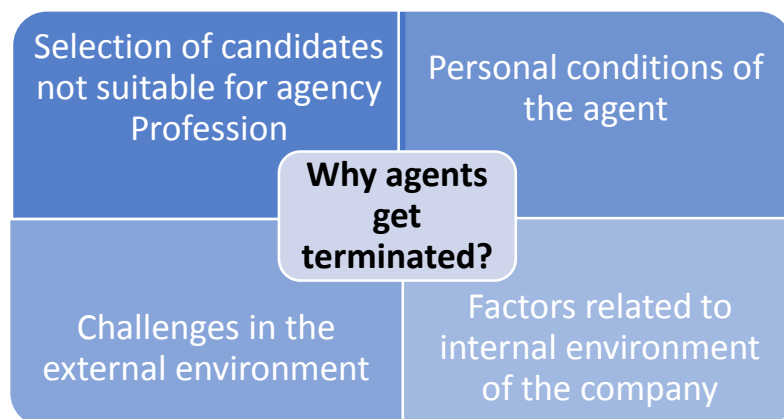 Selection of candidates
not suitable for agency
Profession
Personal conditions of
the agent
Why agents
get
terminated?
Challenges in the
external environment
Factors related to
internal environment
of the company